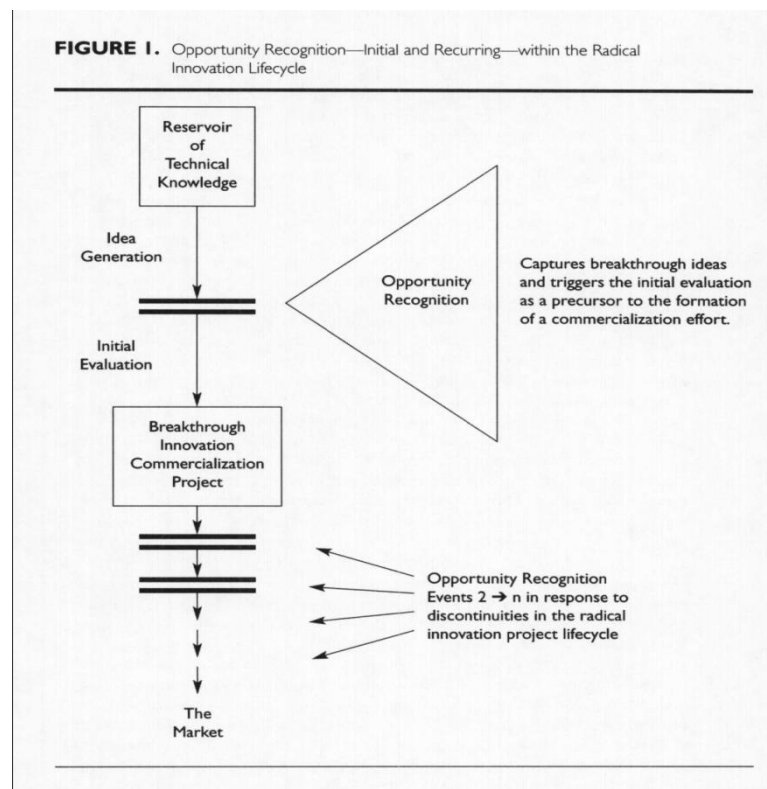 FIGURE 1. Opportunity Recognition—Initial and Recurring—within the Radical
Innovation Lifecycle
Reservoir
of
Technical
Knowledge
Idea
Generation
Opportunity
Recognition
Captures breakthrough ideas
and triggers the initial evaluation
as a precursor to the formation
of a commercialization effort.
Initial
Evaluation
Breakthrough
Innovation
Commercialization
Project
Opportunity Recognition
Events 2 ➔ n in response to
discontinuities in the radical
innovation project lifecycle
The
Market